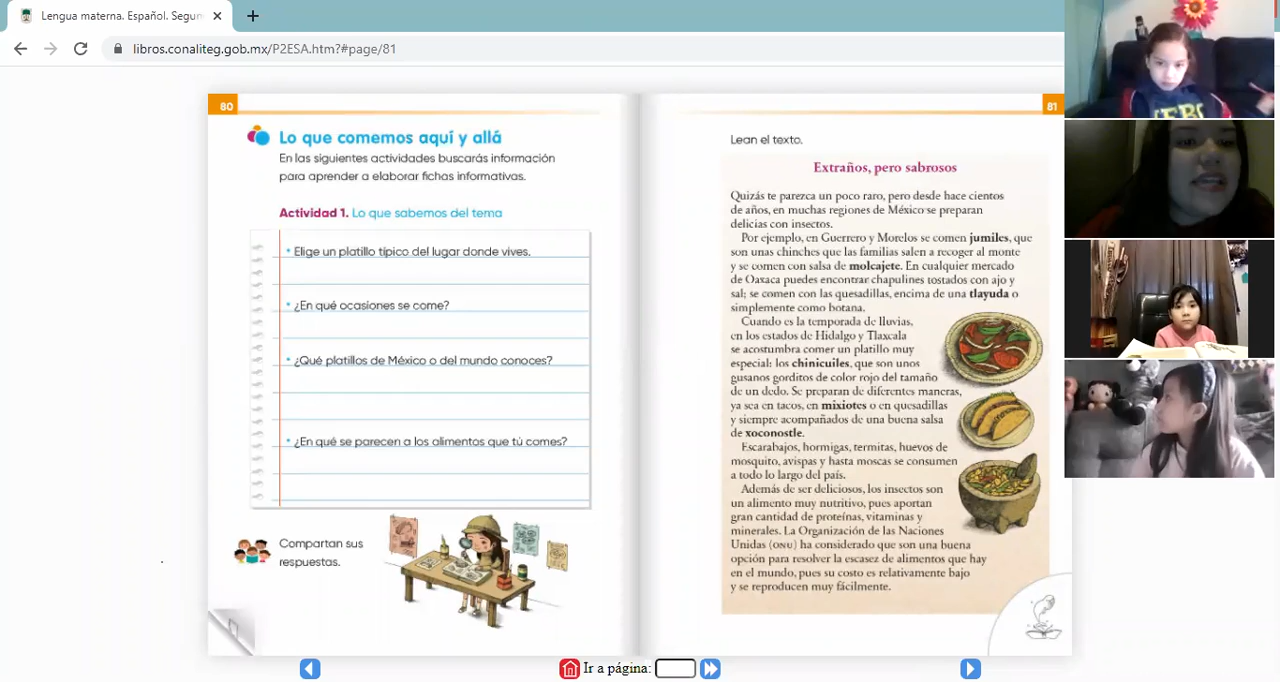 Lengua materna. Español. Segun
libros.conaliteg.gob.mx/P2ESA.htm?#page/81
80
Lo que comemos aquí y allá
En las siguientes actividades buscarás información
para aprender a elaborar fichas informativas.
Actividad 1. Lo que sabemos del tema
• Elige un platillo típico del lugar donde vives.
• ¿En qué ocasiones se come?
• ¿Qué platillos de México o del mundo conoces?
• ¿En qué se parecen a los alimentos que tú comes?
Compartan sus
respuestas.
81
Lean el texto.
Extraños, pero sabrosos
Quizás te parezca un poco raro, pero desde hace cientos
de años, en muchas regiones de México se preparan
delicias con insectos.
Por ejemplo, en Guerrero y Morelos se comen jumiles, que
son unas chinches que las familias salen a recoger al monte
y se comen con salsa de molcajete. En cualquier mercado
de Oaxaca puedes encontrar chapulines tostados con ajo y
sal; se comen con las quesadillas, encima de una tlayuda o
simplemente como botana.
Cuando es la temporada de lluvias,
en los estados de Hidalgo y Tlaxcala
se acostumbra comer un platillo muy
especial: los chinicuiles, que son unos
gusanos gorditos de color rojo del tamaño
de un dedo. Se preparan de diferentes maneras,
ya sea en tacos, en mixiotes o en quesadillas
y siempre acompañados de una buena salsa
de xoconostle.
Escarabajos, hormigas, termitas, huevos de
mosquito, avispas y hasta moscas se consumen
a todo lo largo del país.
Además de ser deliciosos, los insectos son
un alimento muy nutritivo, pues aportan
gran cantidad de proteínas, vitaminas y
minerales. La Organización de las Naciones
Unidas (ONU) ha considerado que son una buena
opción para resolver la escasez de alimentos que hay
en el mundo, pues su costo es relativamente bajo
y se reproducen muy fácilmente.
Ir a página: